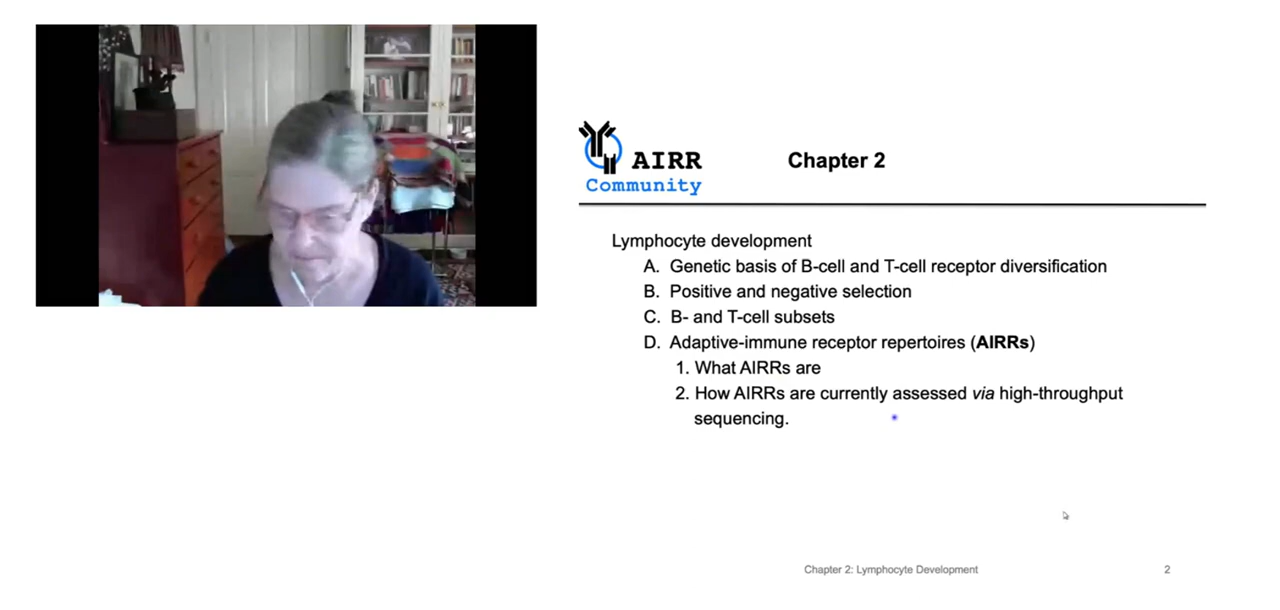 AIRR
Community
Chapter 2
Lymphocyte development
A. Genetic basis of B-cell and T-cell receptor diversification
B. Positive and negative selection
C. B- and T-cell subsets
D. Adaptive-immune receptor repertoires (AIRRs)
1. What AIRRs are
2. How AIRRs are currently assessed via high-throughput
sequencing.
Chapter 2: Lymphocyte Development
2